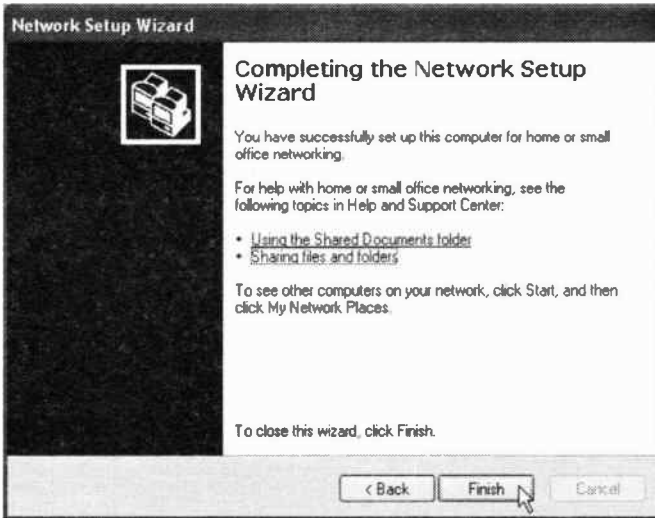 Network Setup Wizard
Completing the Network Setup
Wizard
You have successfully set up this computer for home or small
office networking.
For help with home or small office networking, see the
following topics in Help and Support Center:
• Using the Shared Documents folder
• Sharing files and folders
To see other computers on your network, click Start, and then
click My Network Places.
To close this wizard, click Finish.
< Back Finish Cancel